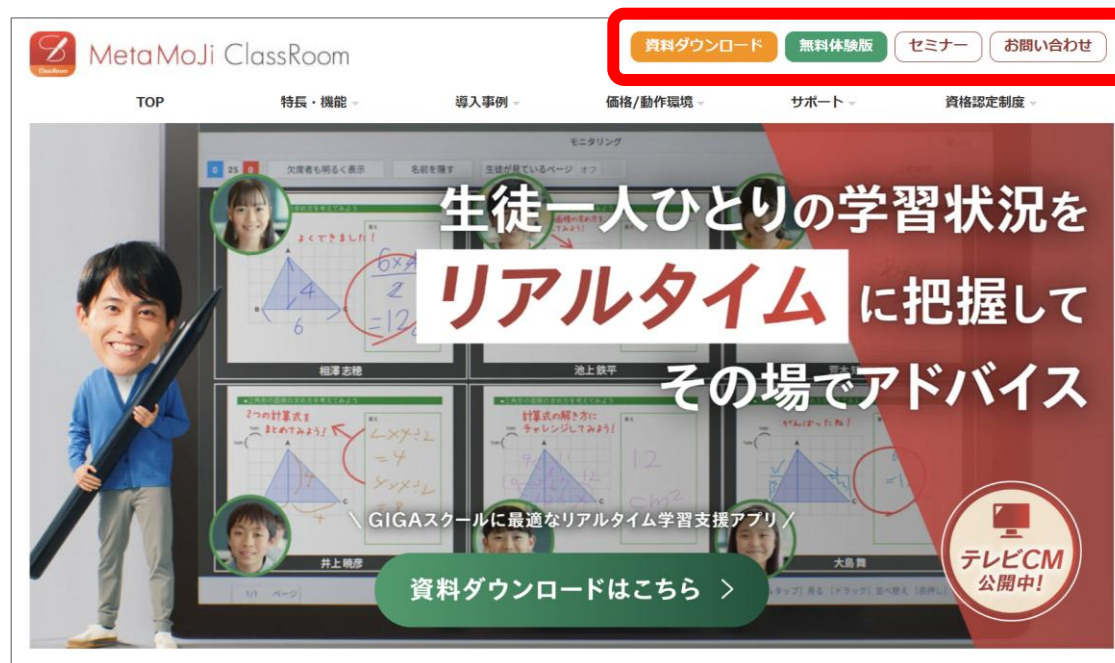 MetaMoJi ClassRoom
資料ダウンロード 無料体験版 セミナー お問い合わせ
TOP 特長・機能 導入事例 価格/動作環境 サポート 資格認定制度
モニタリング
0 25 0 欠席者も明るく表示 名前を隠す 生徒が見ているページ オフ
生徒一人ひとりの学習状況を
リアルタイムに把握して
その場でアドバイス
よくできました!
相澤 志穂
池上 鉄平
2つの計算式を
まとめてみよう!
計算式の解き方に
チャレンジしてみよう!
がんばったね!
\ GIGAスクールに最適なリアルタイム学習支援アプリ /
井上 暁彦
大島 舞
資料ダウンロードはこちら
テレビCM
公開中!
1/1 ページ